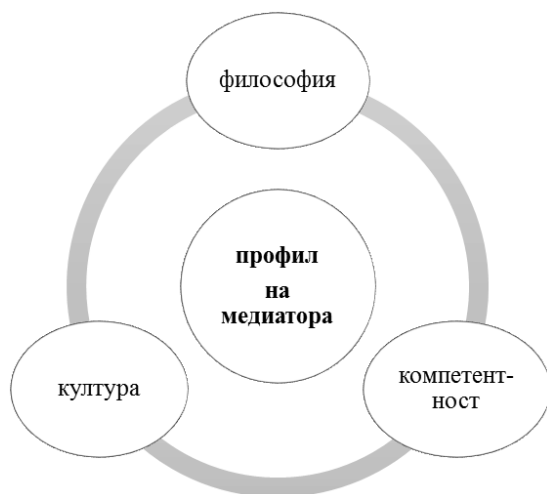 философия
профил
на
медиатора
култура
компетент-
ност